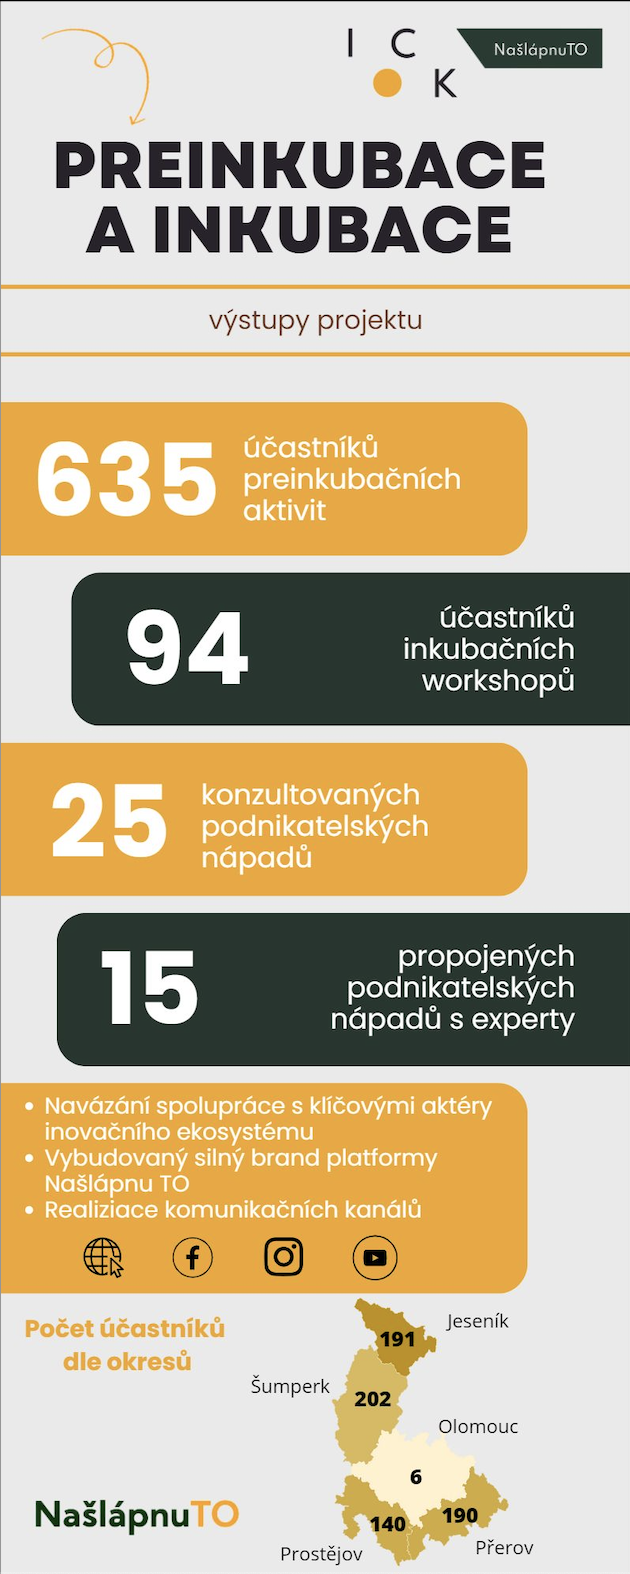 I C
K
NašlápnuTO
PREINKUBACE
A INKUBACE
výstupy projektu
635
účastníků
preinkubačních
aktivit
94
účastníků
inkubačních
workshopů
25
konzultovaných
podnikatelských
nápadů
15
propojených
podnikatelských
nápadů s experty
• Navázání spolupráce s klíčovými aktéry
inovačního ekosystému
• Vybudovaný silný brand platformy
Našlápnu TO
• Realiziace komunikačních kanálů
Počet účastníků
dle okresů
Jeseník
191
Šumperk
202
Olomouc
6
190
140
Přerov
Prostějov
NašlápnuTO